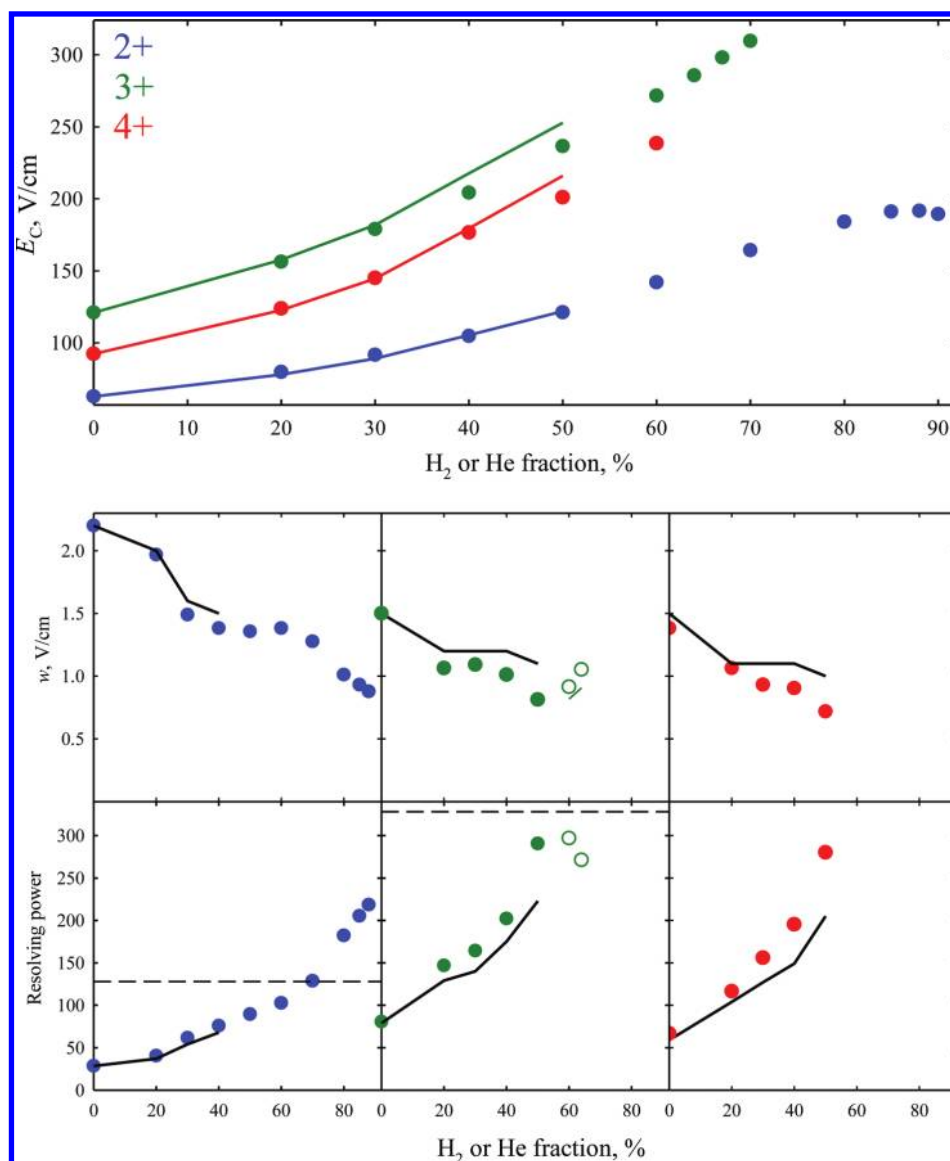 2+
3+
4+
300
250
200
150
100
E_C, V/cm
0 10 20 30 40 50 60 70 80 90
H₂ or He fraction, %
2.0
1.5
1.0
0.5
w, V/cm
300
250
200
150
100
50
0
Resolving power
0 20 40 60 80 0 20 40 60 80 0 20 40 60 80
H₂ or He fraction, %